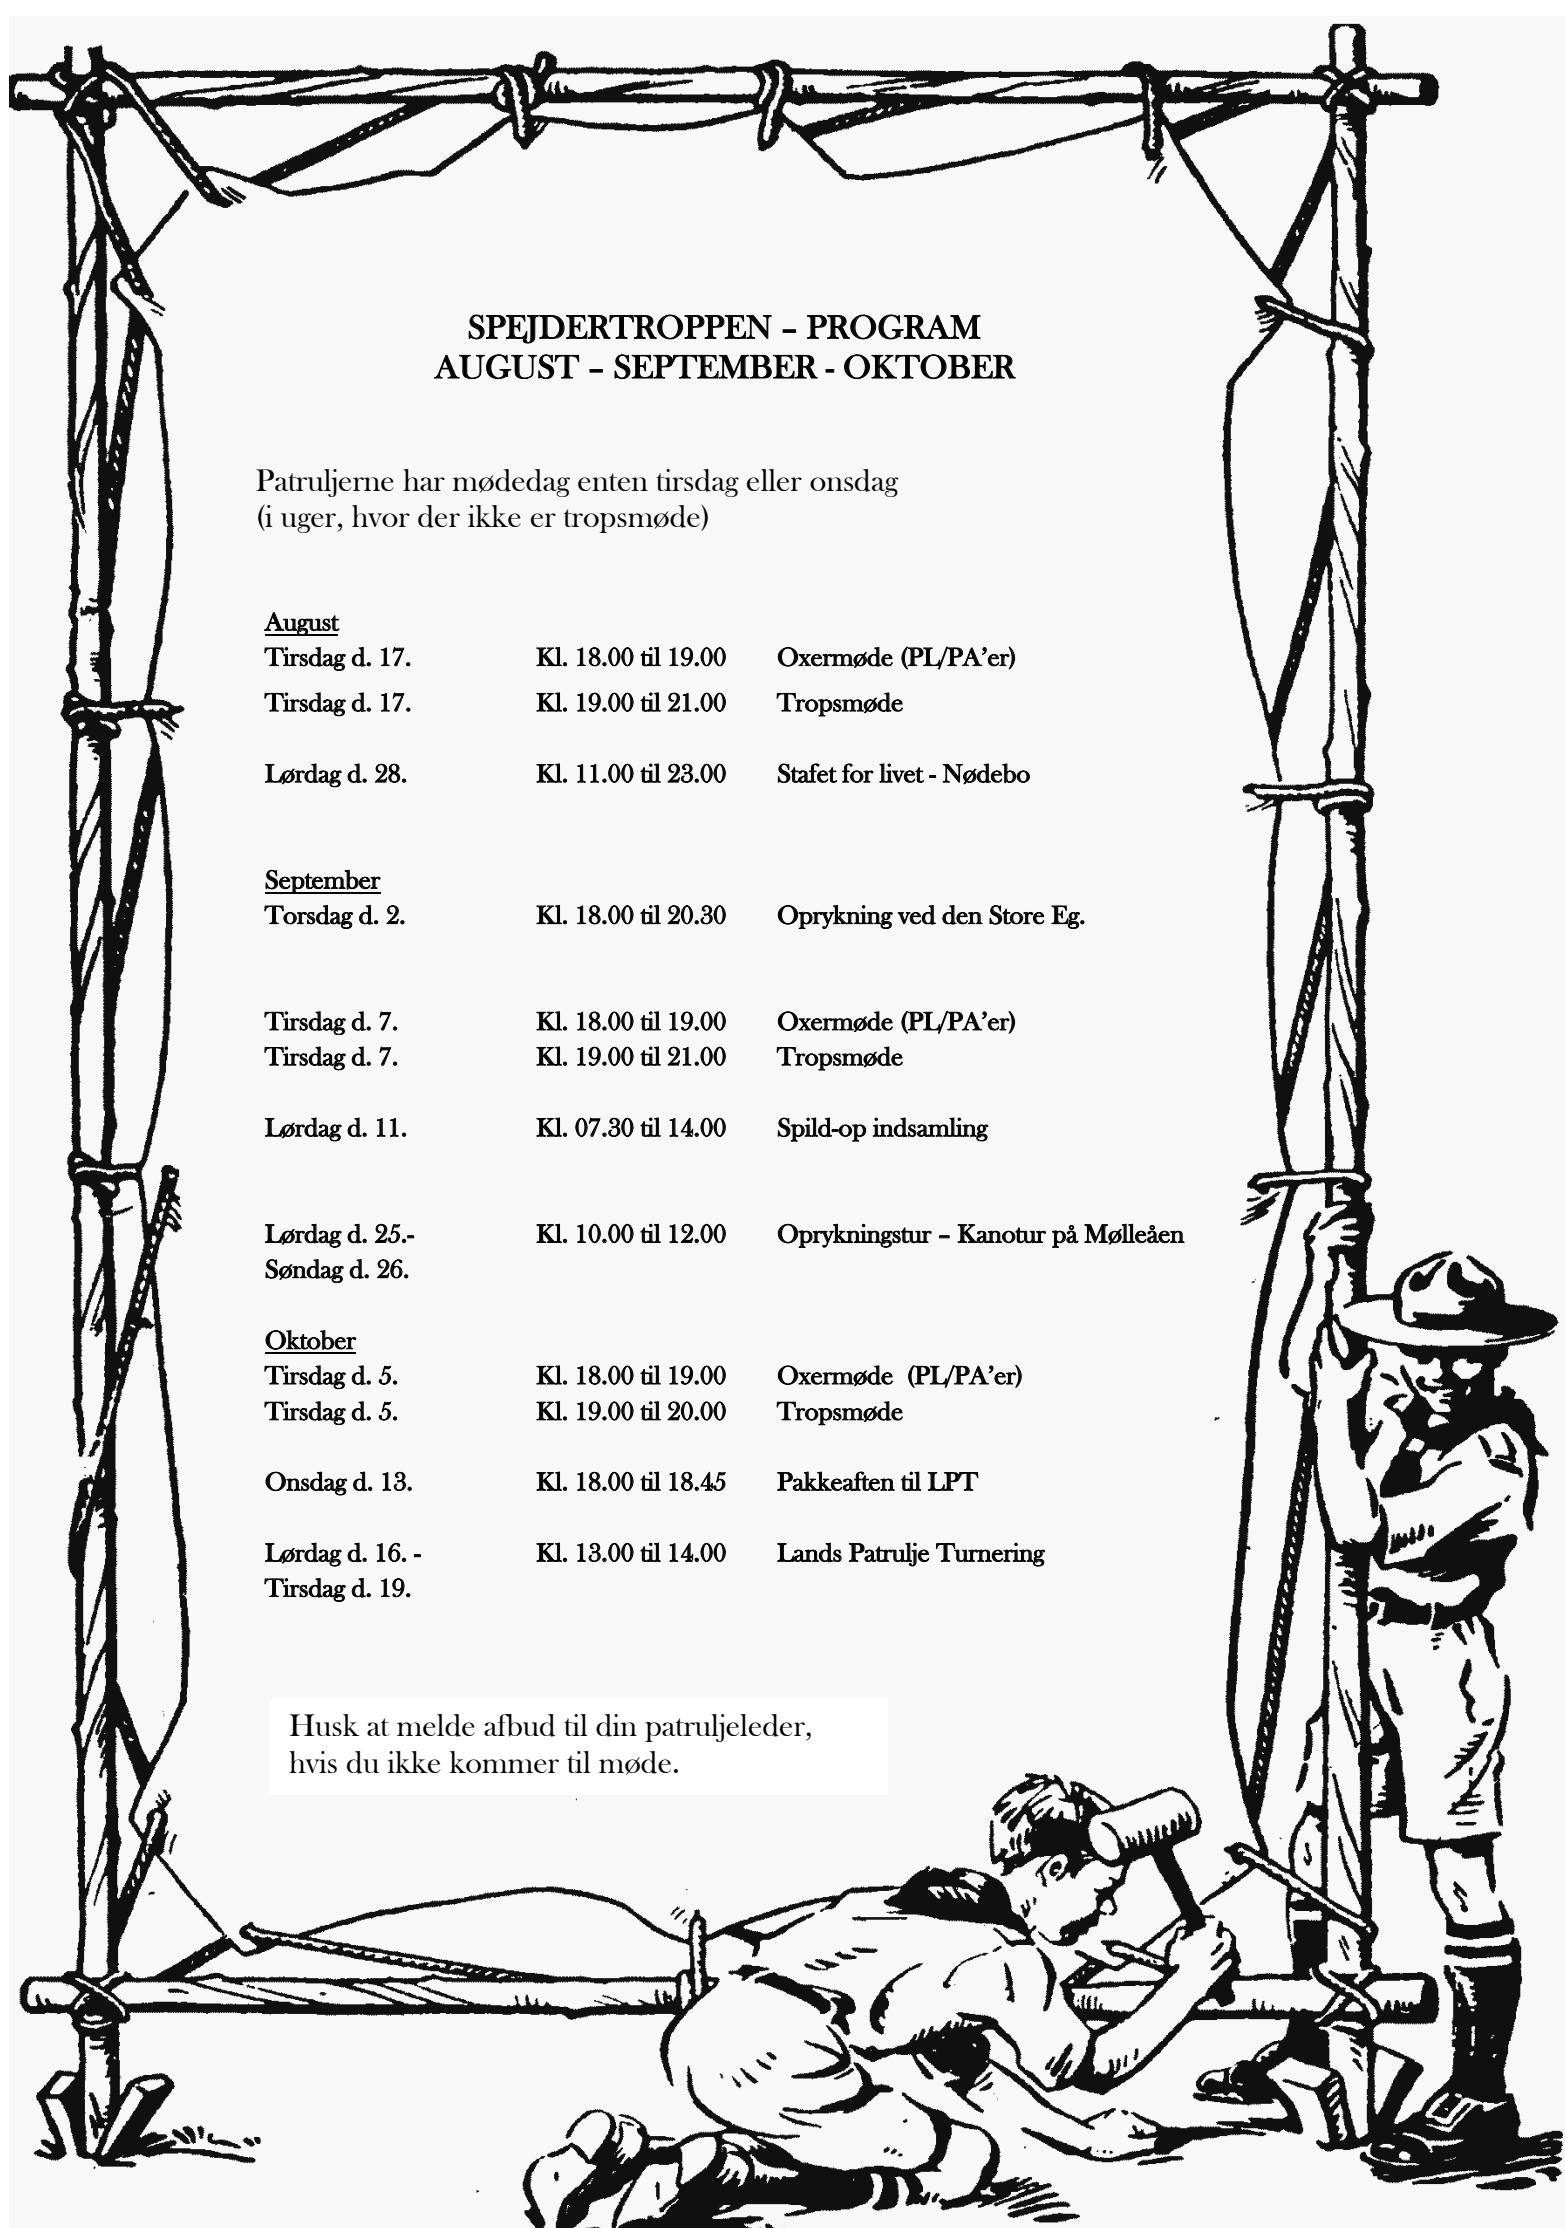 SPEJDERTROPPEN – PROGRAM
AUGUST – SEPTEMBER - OKTOBER
Patruljerne har mødedag enten tirsdag eller onsdag
(i uger, hvor der ikke er tropsmøde)
August
Tirsdag d. 17. Kl. 18.00 til 19.00 Oxermøde (PL/PA’er)
Tirsdag d. 17. Kl. 19.00 til 21.00 Tropsmøde
Lørdag d. 28. Kl. 11.00 til 23.00 Stafet for livet - Nødebo
September
Torsdag d. 2. Kl. 18.00 til 20.30 Oprykning ved den Store Eg.
Tirsdag d. 7. Kl. 18.00 til 19.00 Oxermøde (PL/PA’er)
Tirsdag d. 7. Kl. 19.00 til 21.00 Tropsmøde
Lørdag d. 11. Kl. 07.30 til 14.00 Spild-op indsamling
Lørdag d. 25.- Kl. 10.00 til 12.00 Oprykningstur – Kanotur på Mølleåen
Søndag d. 26.
Oktober
Tirsdag d. 5. Kl. 18.00 til 19.00 Oxermøde (PL/PA’er)
Tirsdag d. 5. Kl. 19.00 til 20.00 Tropsmøde
Onsdag d. 13. Kl. 18.00 til 18.45 Pakkeaften til LPT
Lørdag d. 16. - Kl. 13.00 til 14.00 Lands Patrulje Turnering
Tirsdag d. 19.
Husk at melde afbud til din patruljeleder,
hvis du ikke kommer til møde.